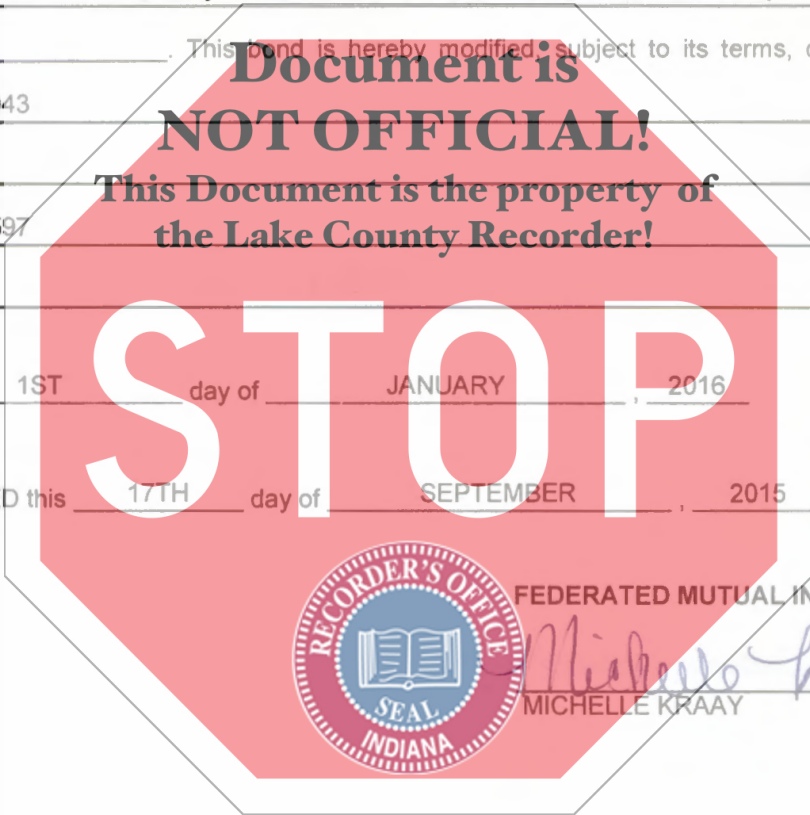 . This bond is hereby modified, subject to its terms,
Document is
43
NOT OFFICIAL!
This Document is the property of
97
the Lake County Recorder!
STOP
1ST day of JANUARY , 2016
D this 17TH day of SEPTEMBER , 2015
RECORDER'S OFFICE
SEAL
INDIANA
FEDERATED MUTUAL IN
Michelle
MICHELLE KRAAY